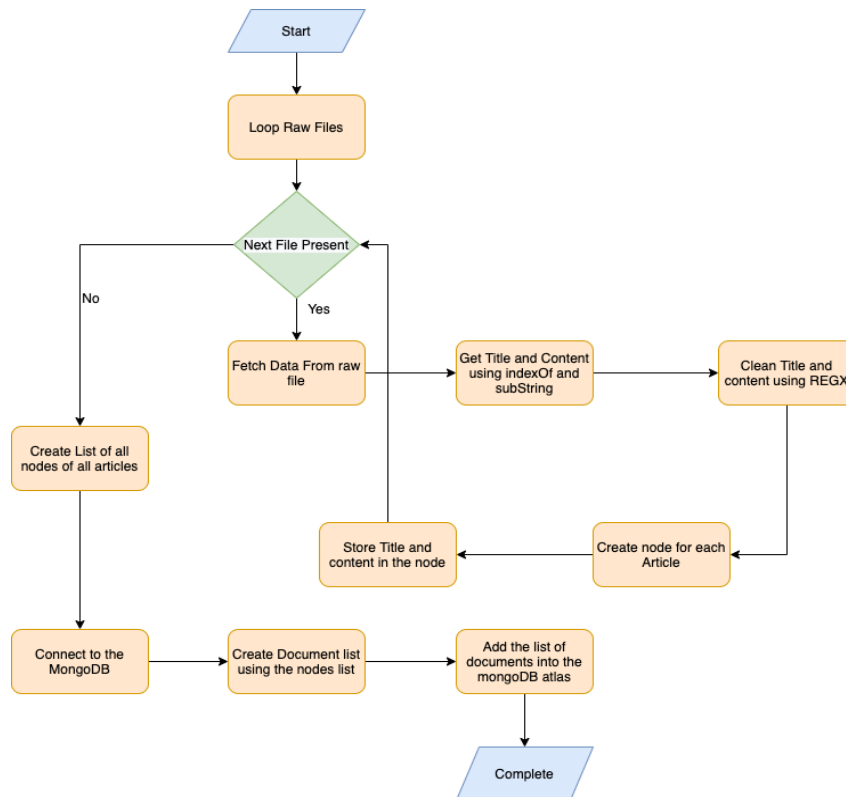 Start
Loop Raw Files
Next File Present
No
Yes
Fetch Data From raw
file
Get Title and Content
using indexOf and
subString
Clean Title and
content using REGX
Create List of all
nodes of all articles
Store Title and
content in the node
Create node for each
Article
Connect to the
MongoDB
Create Document list
using the nodes list
Add the list of
documents into the
mongoDB atlas
Complete